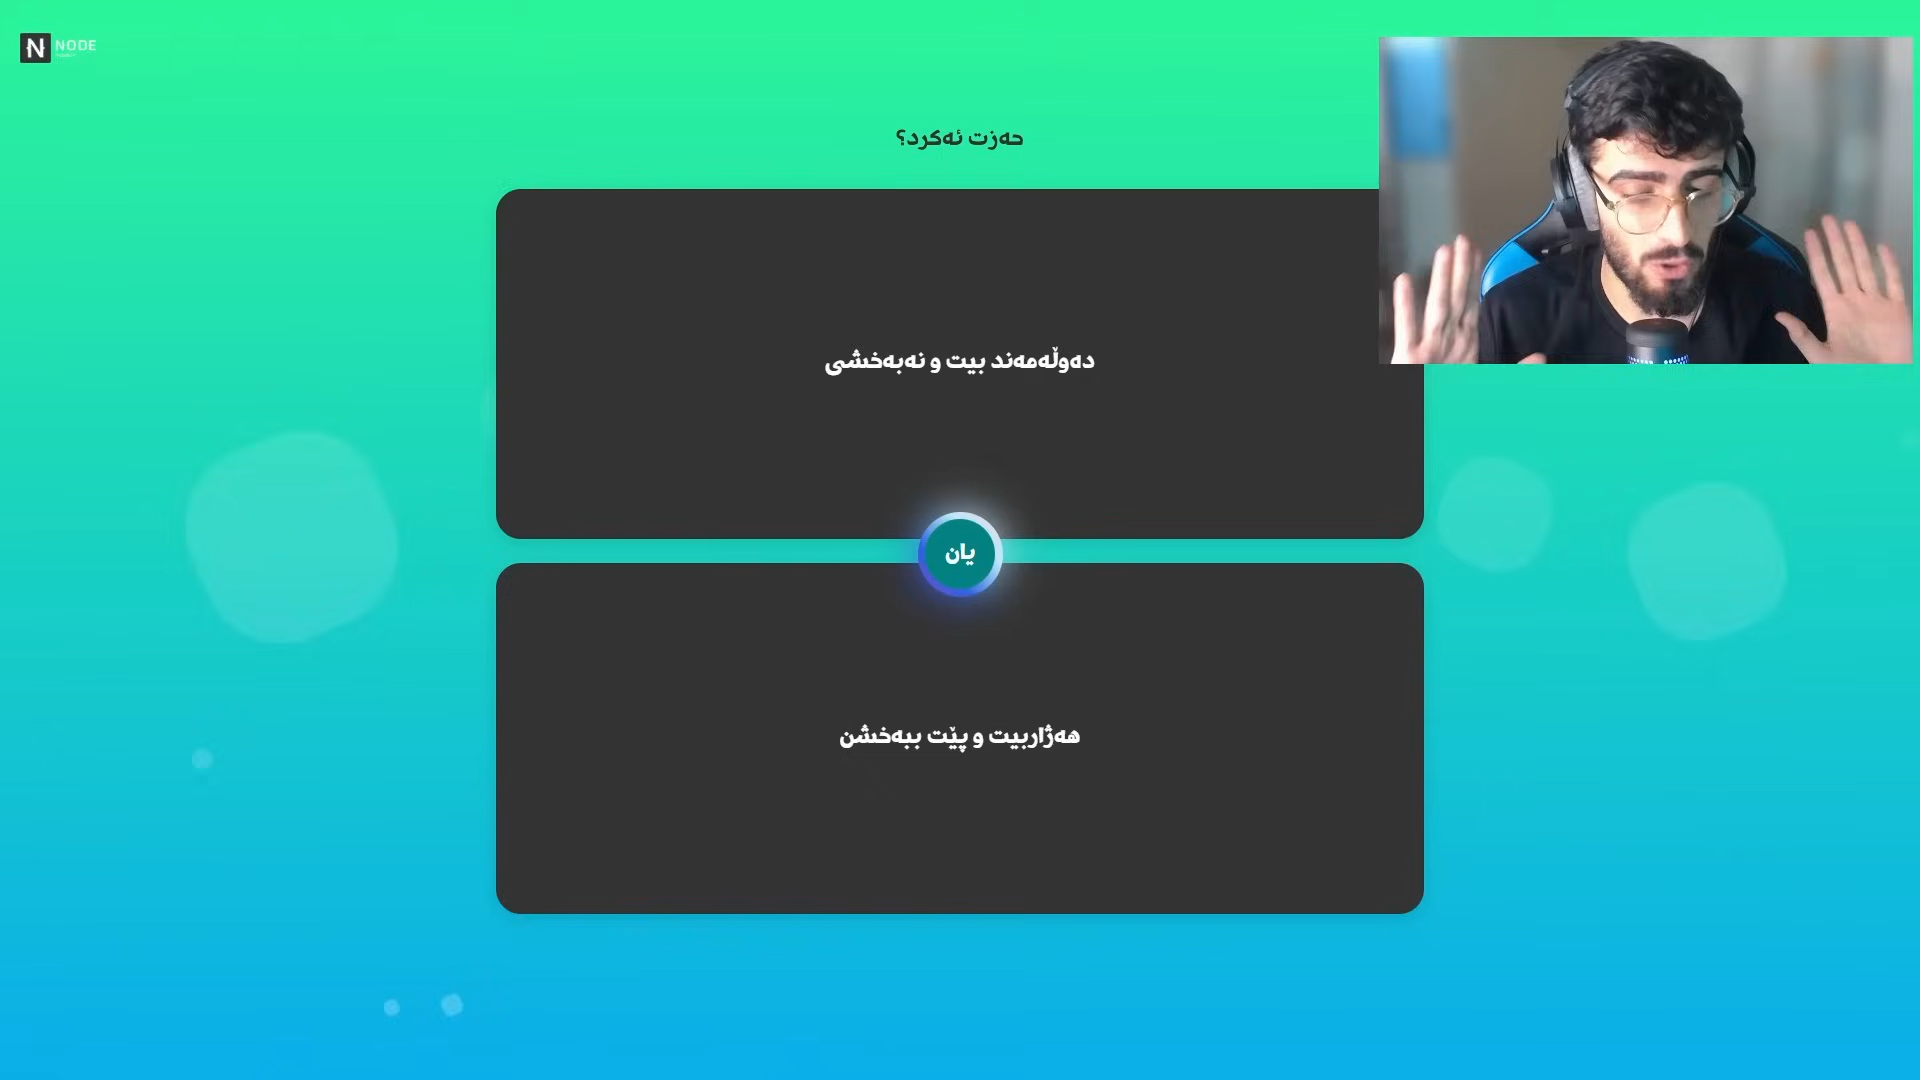 NODE
حەزت ئەکرد؟
دەوڵەمەند بیت و نەبەخشی
یان
هەژاربیت و پێت ببەخشن